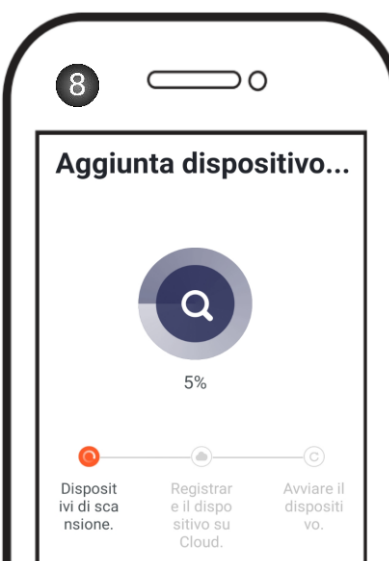 8
Aggiunta dispositivo...
5%
Disposit
ivi di sca
nsione.
Registrar
e il dispo
sitivo su
Cloud.
Avviare il
dispositi
vo.